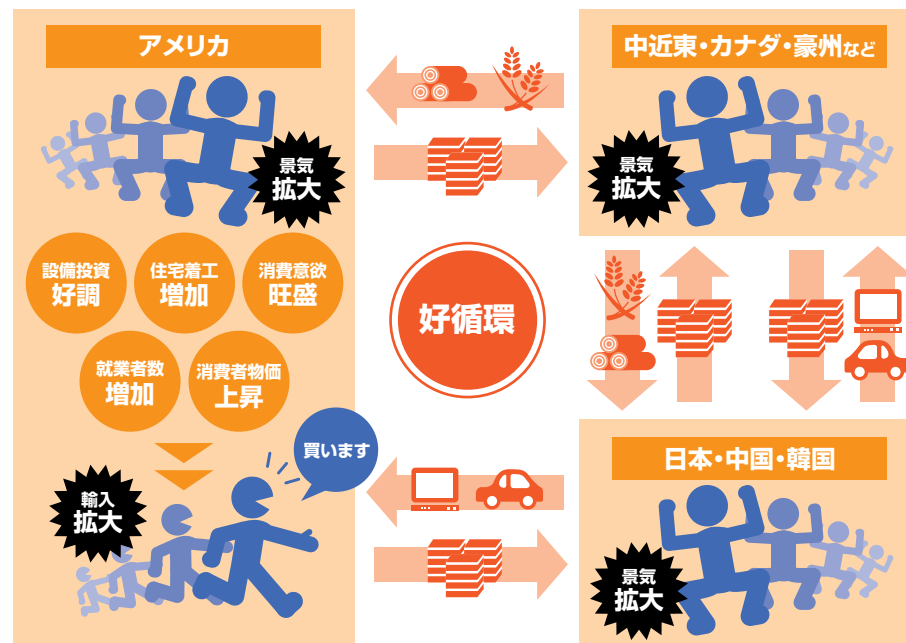 アメリカ
景気
拡大
設備投資
好調
住宅着工
増加
消費意欲
旺盛
就業者数
増加
消費者物価
上昇
買います
輸入
拡大
好循環
中近東・カナダ・豪州など
景気
拡大
日本・中国・韓国
景気
拡大